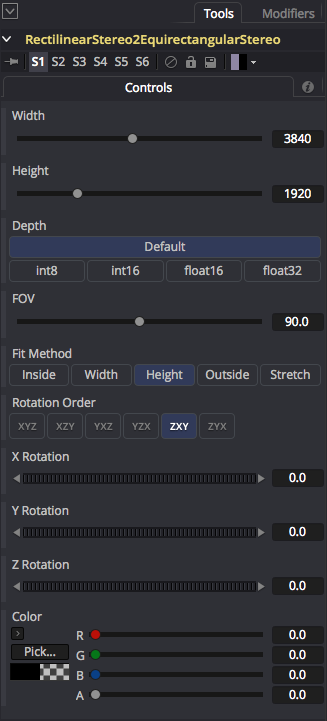 Tools Modifiers
RectilinearStereo2EquirectangularStereo
S1 S2 S3 S4 S5 S6
Controls
Width
3840
Height
1920
Depth
Default
int8 int16 float16 float32
FOV
90.0
Fit Method
Inside Width Height Outside Stretch
Rotation Order
XYZ XZY YXZ YZX ZXY ZYX
X Rotation
0.0
Y Rotation
0.0
Z Rotation
0.0
Color
R 0.0
Pick... G 0.0
B 0.0
A 0.0